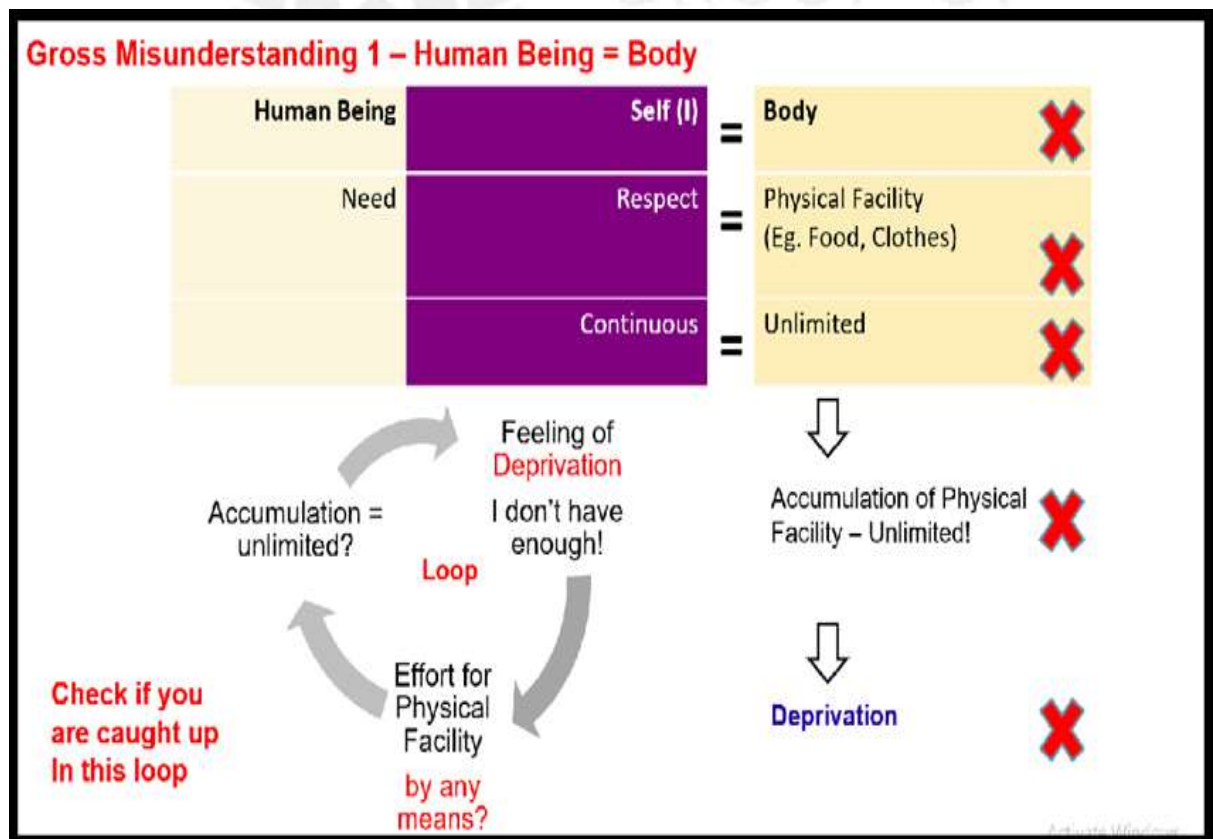 Gross Misunderstanding 1 – Human Being = Body
Human Being Self (I) = Body
Need Respect = Physical Facility
(Eg. Food, Clothes)
Continuous = Unlimited
Feeling of
Deprivation
I don't have
enough!
Accumulation =
unlimited?
Loop
Effort for
Physical
Facility
by any
means?
Check if you
are caught up
In this loop
Accumulation of Physical
Facility – Unlimited!
Deprivation